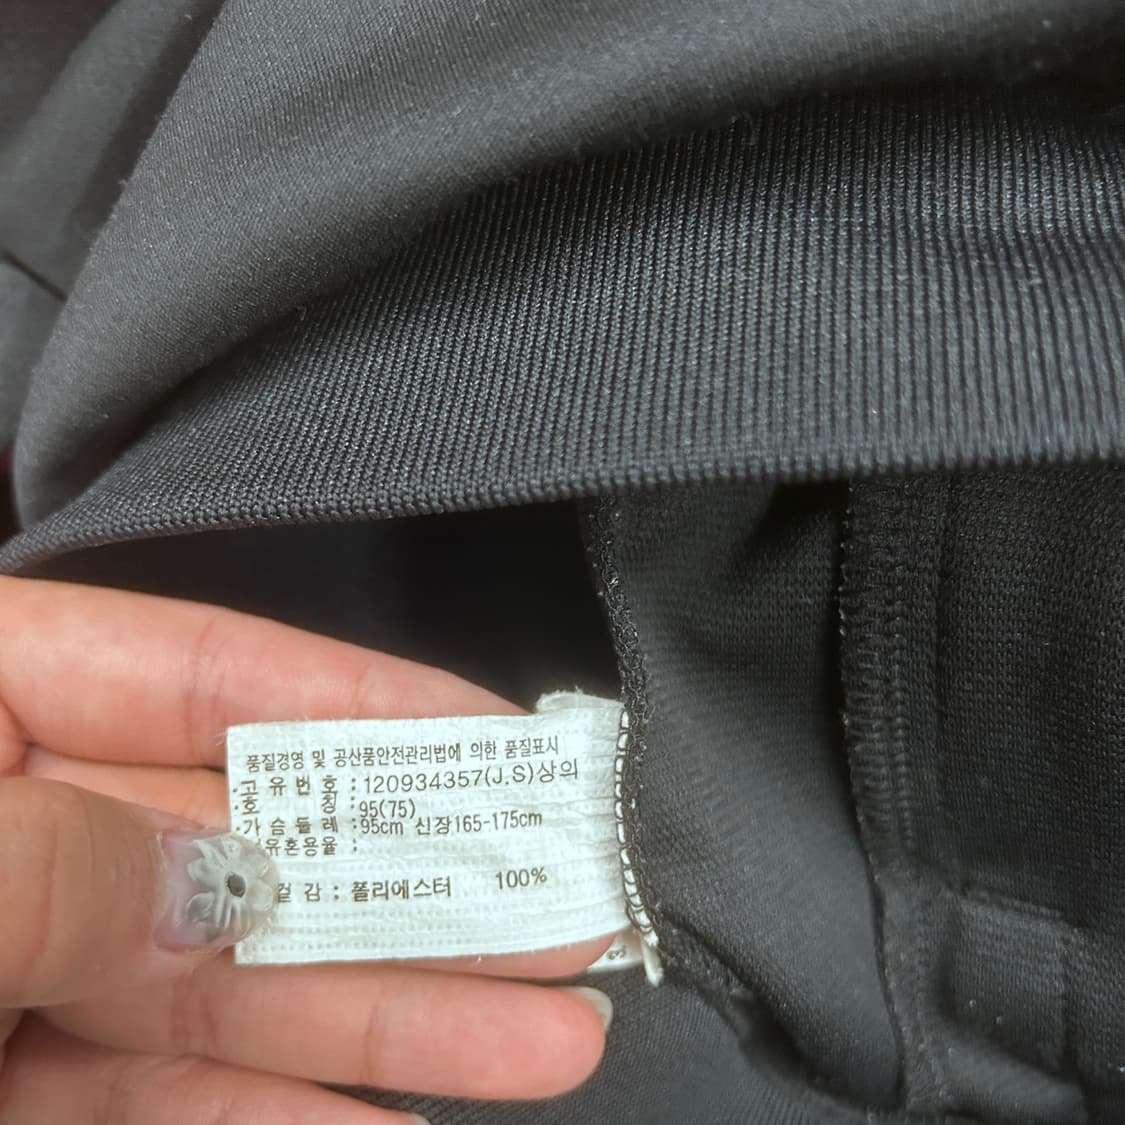 품질경영 및 공산품안전관리법에 의한 품질표시
·고 유 번 호 : 120934357(J.S)상의
·호 칭 : 95(75)
·가 슴 둘 레 : 95cm 신장165-175cm
유혼용율 :
겉 감 : 폴리에스터 100%